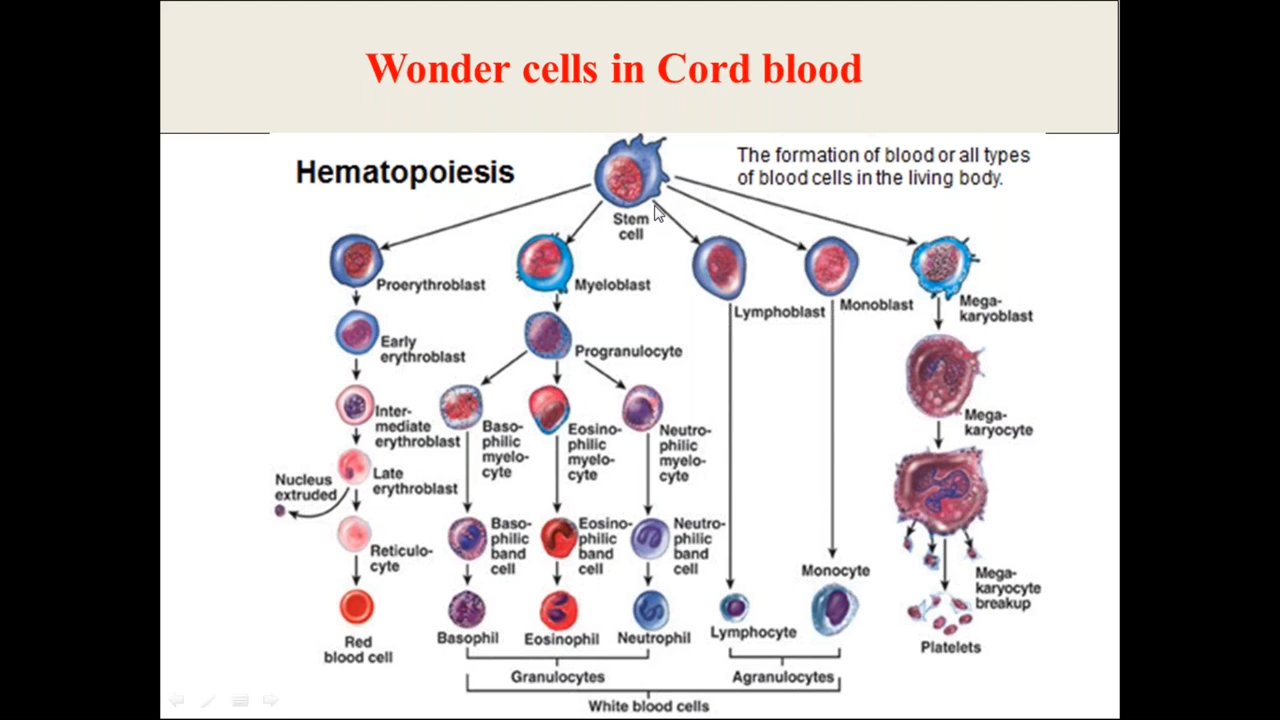 Wonder cells in Cord blood
Hematopoiesis
The formation of blood or all types
of blood cells in the living body.
Stem
cell
Proerythroblast
Myeloblast
Lymphoblast
Monoblast
Mega-
karyoblast
Early
erythroblast
Progranulocyte
Inter-
mediate
erythroblast
Baso-
philic
myelo-
cyte
Eosino-
philic
myelo-
cyte
Neutro-
philic
myelo-
cyte
Mega-
karyocyte
Nucleus
extruded
Late
erythroblast
Reticulo-
cyte
Baso-
philic
band
cell
Eosino-
philic
band
cell
Neutro-
philic
band
cell
Monocyte
Mega-
karyocyte
breakup
Red
blood cell
Basophil
Eosinophil
Neutrophil
Lymphocyte
Platelets
Granulocytes
Agranulocytes
White blood cells